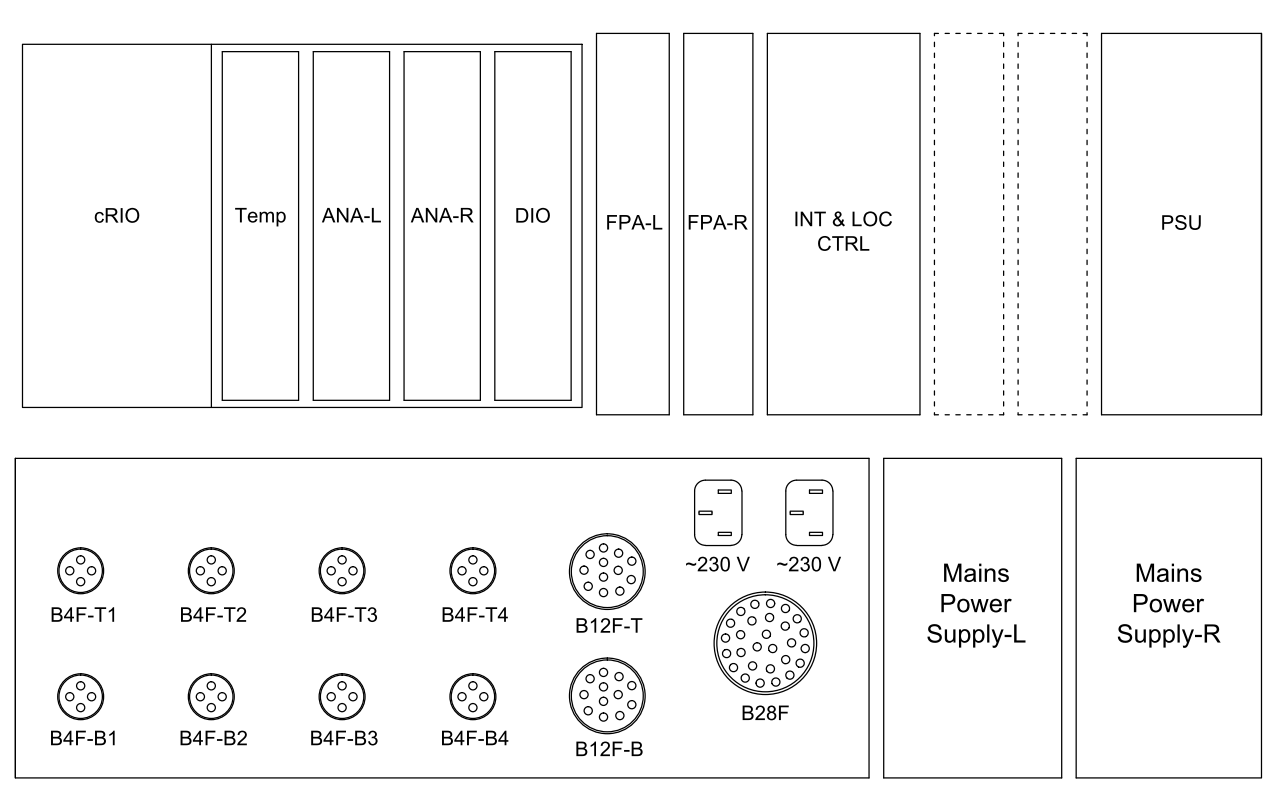 cRIO
Temp
ANA-L
ANA-R
DIO
FPA-L
FPA-R
INT & LOC
CTRL
PSU
~230 V
~230 V
B4F-T1
B4F-T2
B4F-T3
B4F-T4
B12F-T
B4F-B1
B4F-B2
B4F-B3
B4F-B4
B12F-B
B28F
Mains
Power
Supply-L
Mains
Power
Supply-R